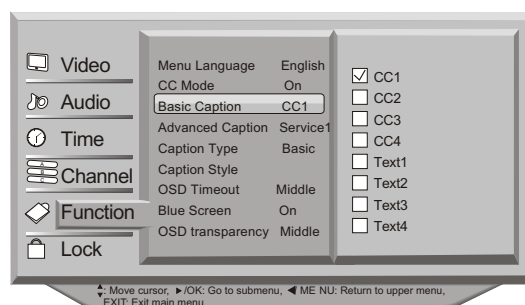 Video
Audio
Time
Channel
Function
Lock
Menu Language English
CC Mode On
Basic Caption CC1
Advanced Caption Service1
Caption Type Basic
Caption Style
OSD Timeout Middle
Blue Screen On
OSD transparency Middle
CC1
CC2
CC3
CC4
Text1
Text2
Text3
Text4
: Move cursor, ►/OK: Go to submenu, ◄ ME NU: Return to upper menu,
EXIT: Exit main menu